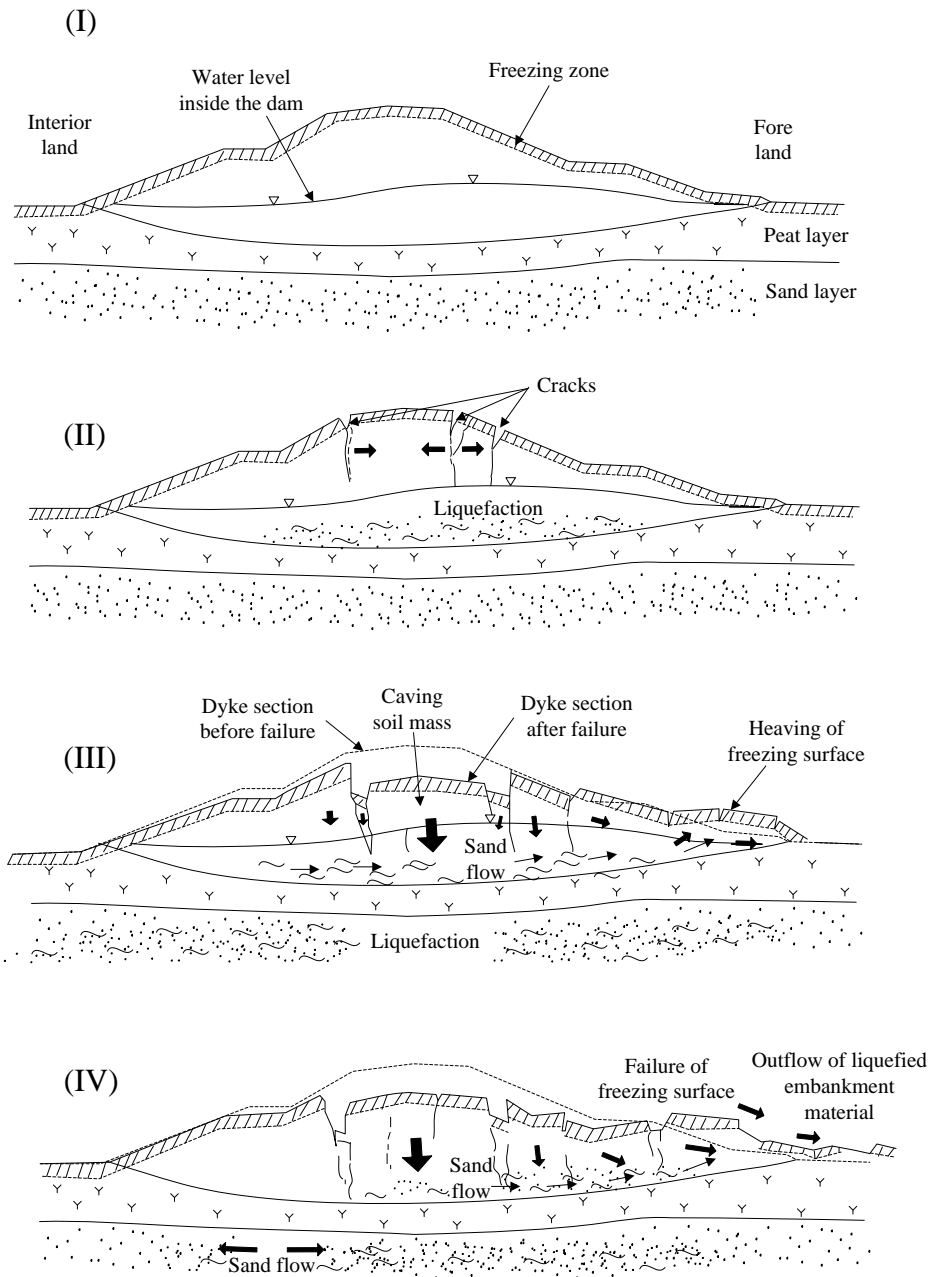 (I)
Water level
inside the dam
Freezing zone
Interior
land
Fore
land
Peat layer
Sand layer
(II)
Cracks
Liquefaction
(III)
Dyke section
before failure
Caving
soil mass
Dyke section
after failure
Heaving of
freezing surface
Sand
flow
Liquefaction
(IV)
Failure of
freezing surface
Outflow of liquefied
embankment
material
Sand
flow
Sand flow